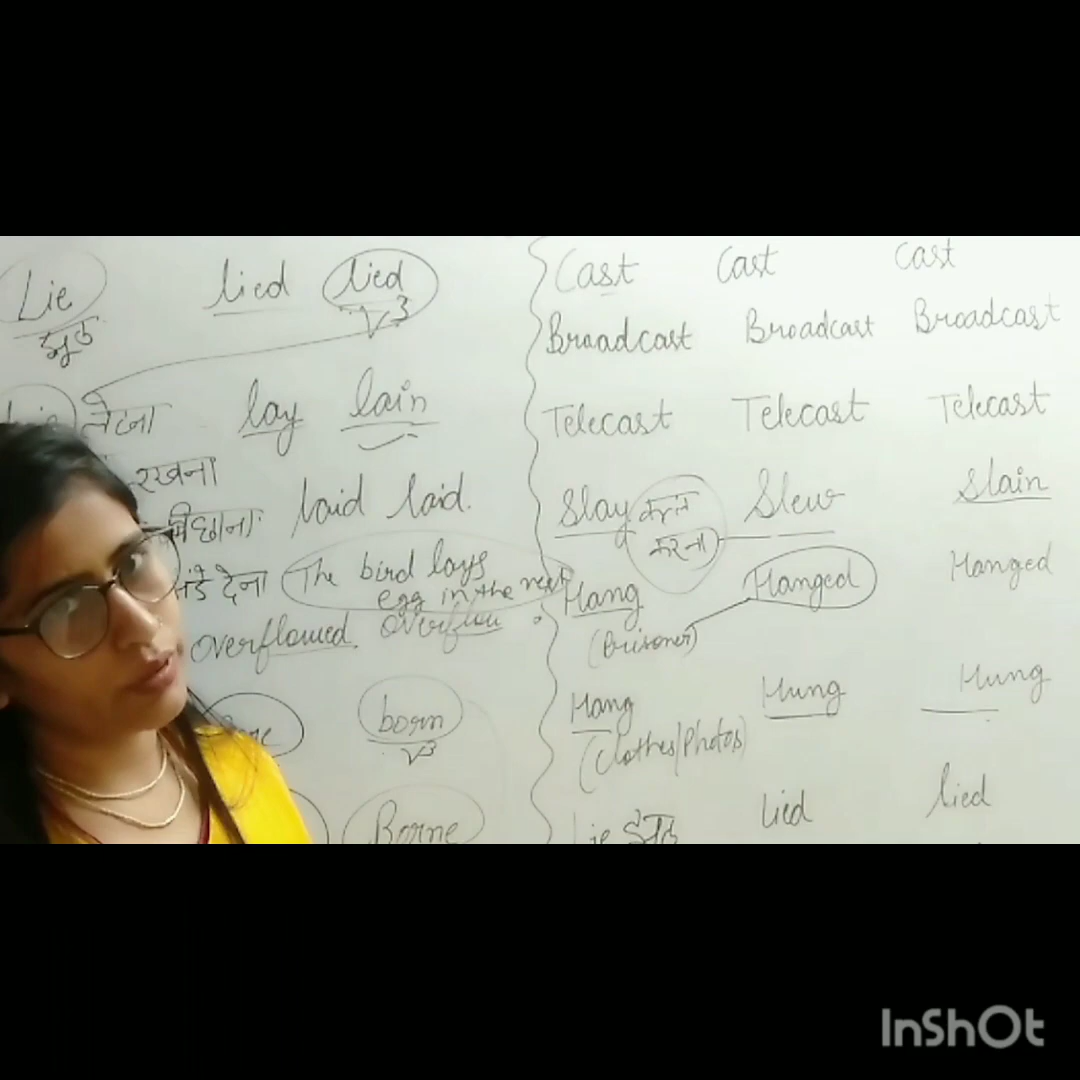 Lie lied lied
झूठ V3
लेटना lay lain
रखना
बिछाना laid laid.
अंडे देना The bird lays
egg in the nest
overflowed. overflow
born
V3
Borne
Cast Cast Cast
Broadcast Broadcast Broadcast
Telecast Telecast Telecast
Slay कत्ल Slew Slain
करना
Hang Hanged Hanged
(Prisoner)
Hang Hung Hung
(Clothes/Photos)
Lie झूठ lied lied
InShOt